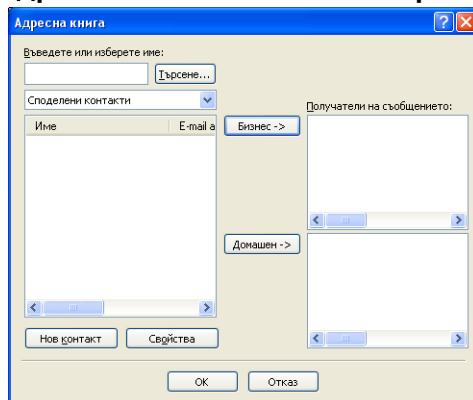 Адресна книга
Въведете или изберете име:
Търсене...
Споделени контакти
Получатели на съобщението:
Име E-mail a
Бизнес ->
Домашен ->
Нов контакт Свойства
OK Отказ